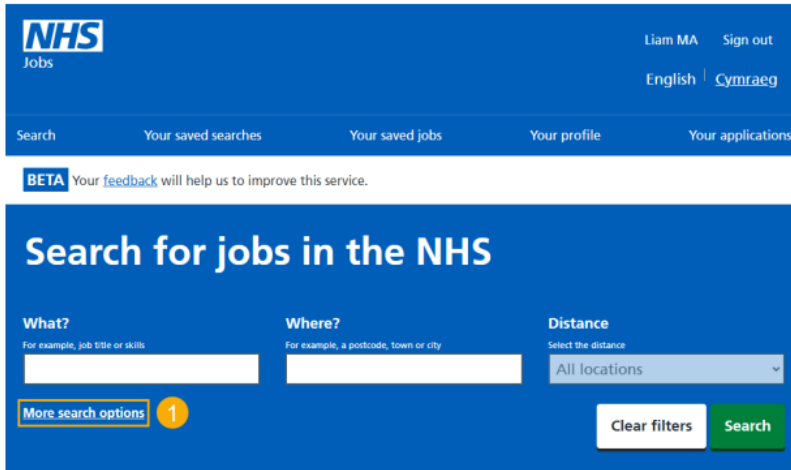 NHS
Jobs
Liam MA Sign out
English Cymraeg
Search Your saved searches Your saved jobs Your profile Your applications
BETA Your feedback will help us to improve this service.
Search for jobs in the NHS
What? Where? Distance
For example, job title or skills For example, a postcode, town or city Select the distance
All locations
More search options 1
Clear filters Search